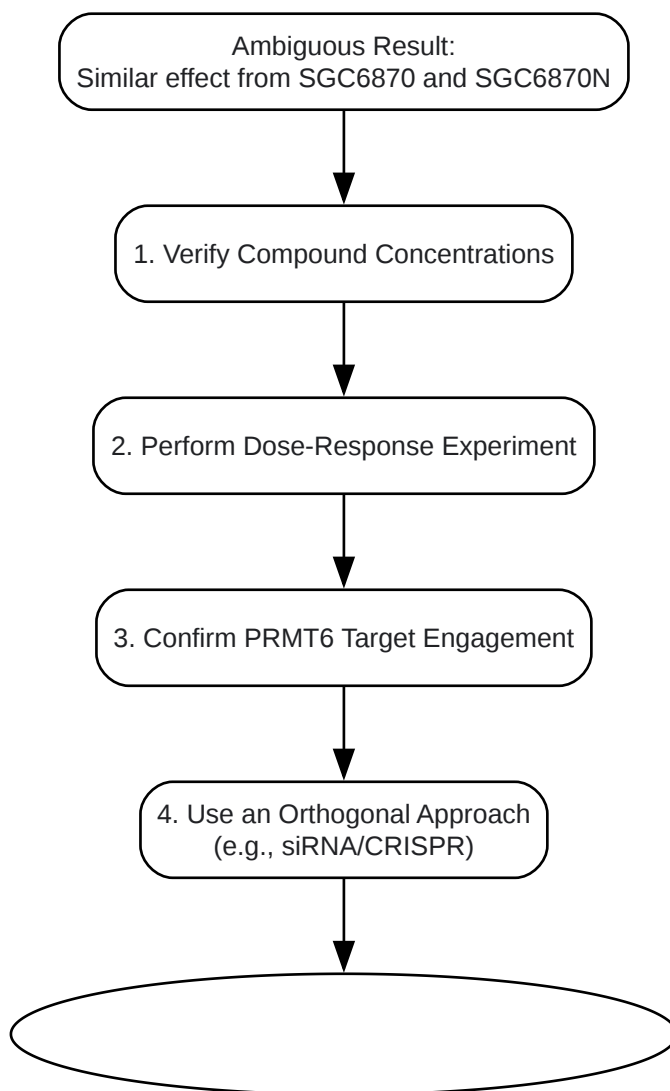 Ambiguous Result:
Similar effect from SGC6870 and SGC6870N
1. Verify Compound Concentrations
2. Perform Dose-Response Experiment
3. Confirm PRMT6 Target Engagement
4. Use an Orthogonal Approach
(e.g., siRNA/CRISPR)